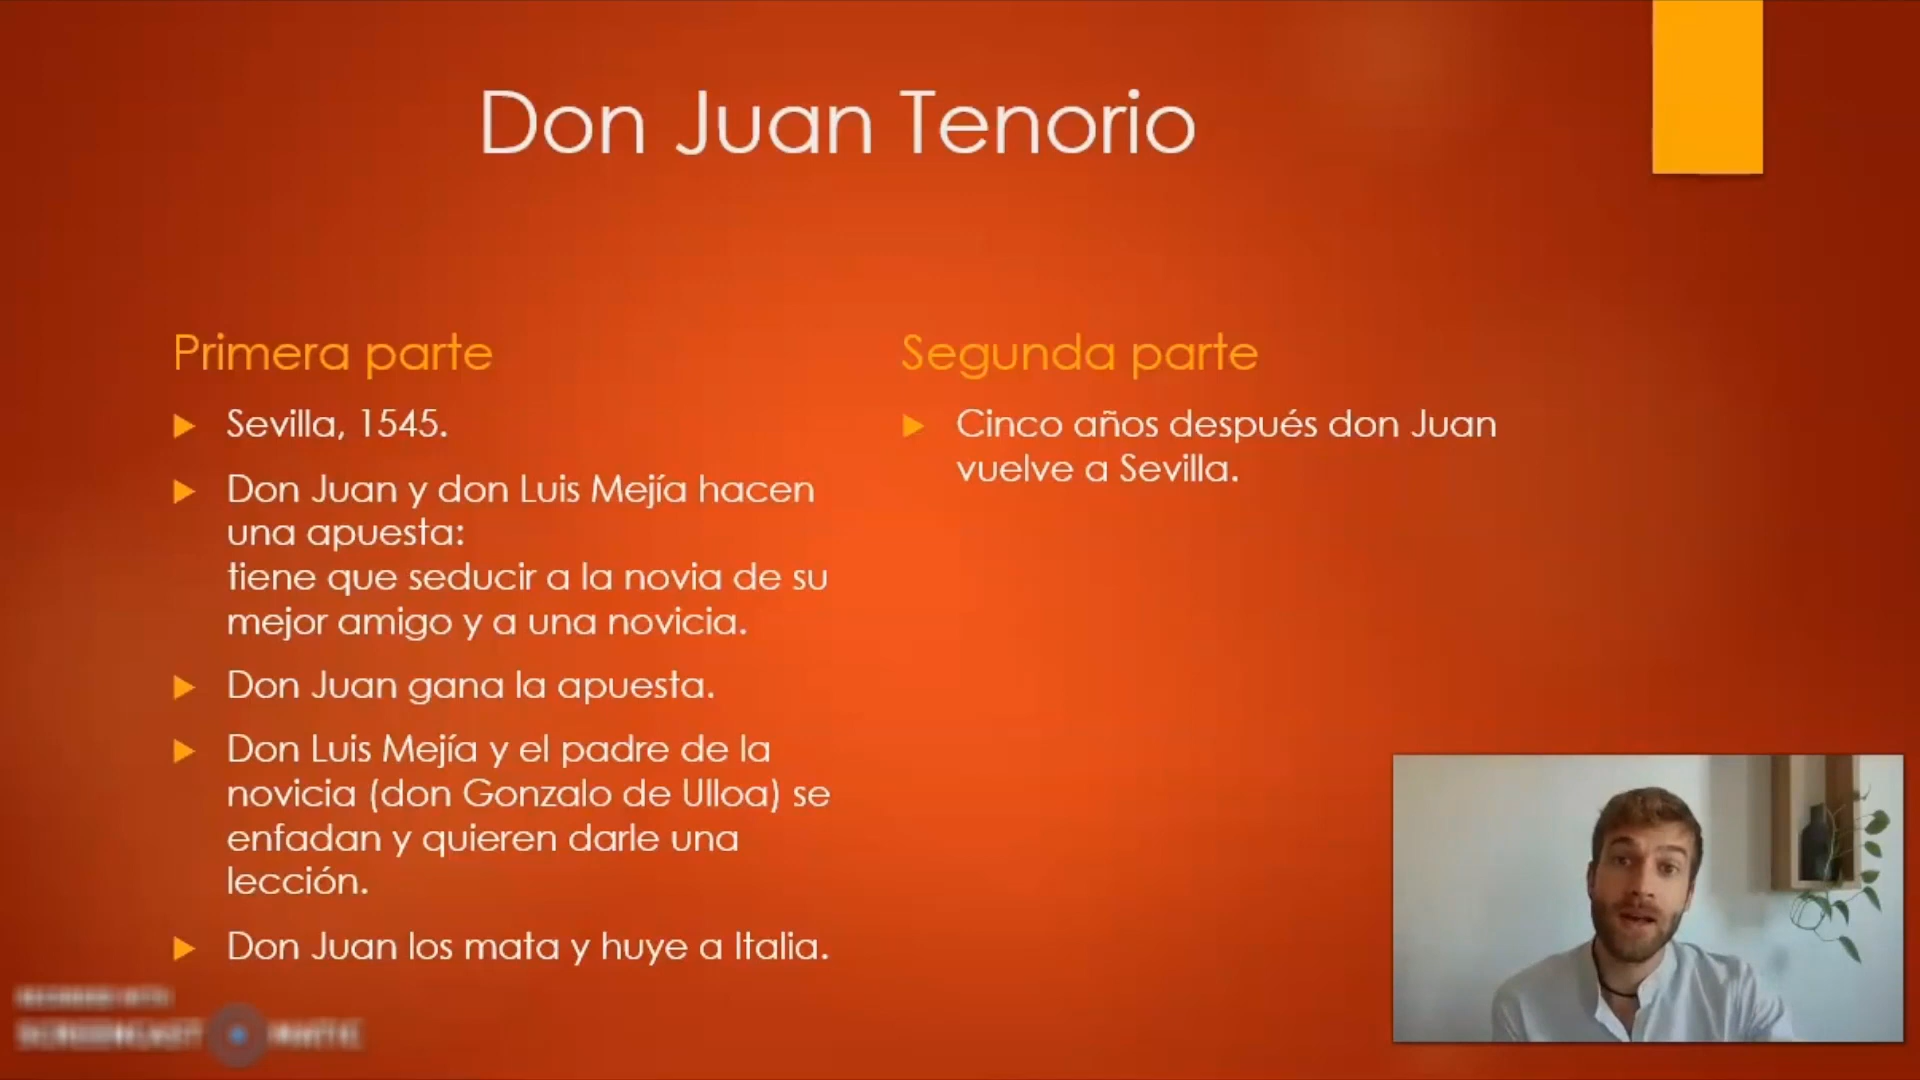 Don Juan Tenorio
Primera parte
Sevilla, 1545.
Don Juan y don Luis Mejía hacen
una apuesta:
tiene que seducir a la novia de su
mejor amigo y a una novicia.
Don Juan gana la apuesta.
Don Luis Mejía y el padre de la
novicia (don Gonzalo de Ulloa) se
enfadan y quieren darle una
lección.
Don Juan los mata y huye a Italia.
Segunda parte
Cinco años después don Juan
vuelve a Sevilla.